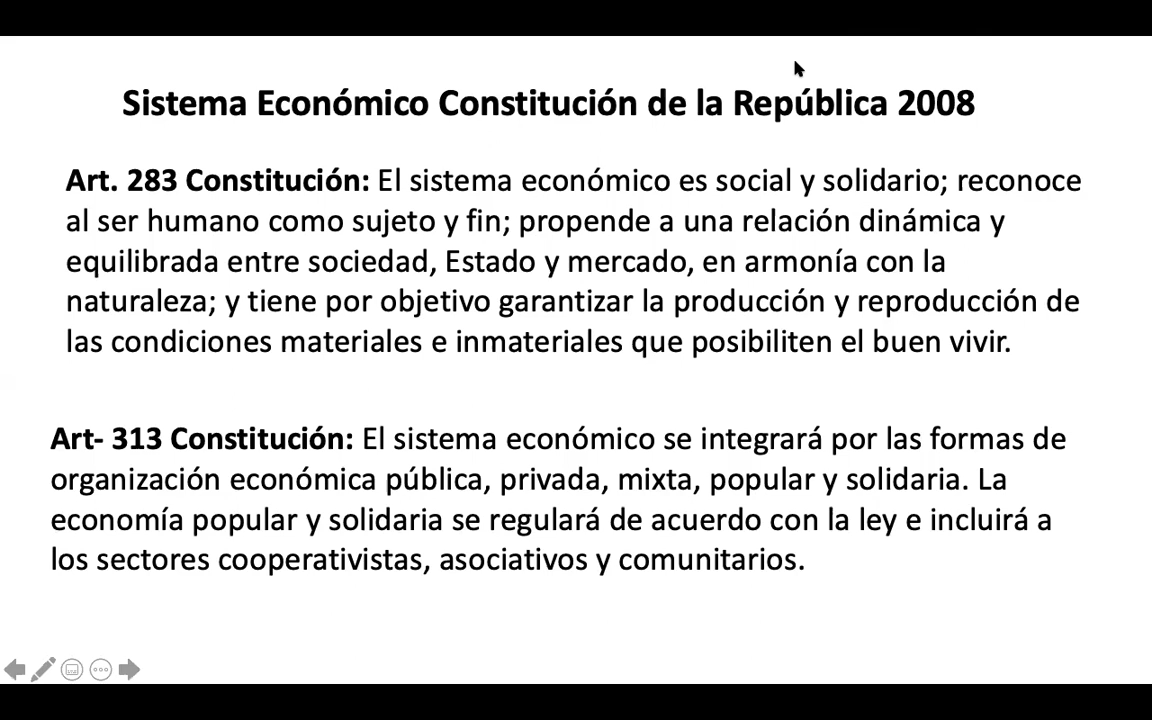 Sistema Económico Constitución de la República 2008
Art. 283 Constitución: El sistema económico es social y solidario; reconoce
al ser humano como sujeto y fin; propende a una relación dinámica y
equilibrada entre sociedad, Estado y mercado, en armonía con la
naturaleza; y tiene por objetivo garantizar la producción y reproducción de
las condiciones materiales e inmateriales que posibiliten el buen vivir.
Art- 313 Constitución: El sistema económico se integrará por las formas de
organización económica pública, privada, mixta, popular y solidaria. La
economía popular y solidaria se regulará de acuerdo con la ley e incluirá a
los sectores cooperativistas, asociativos y comunitarios.